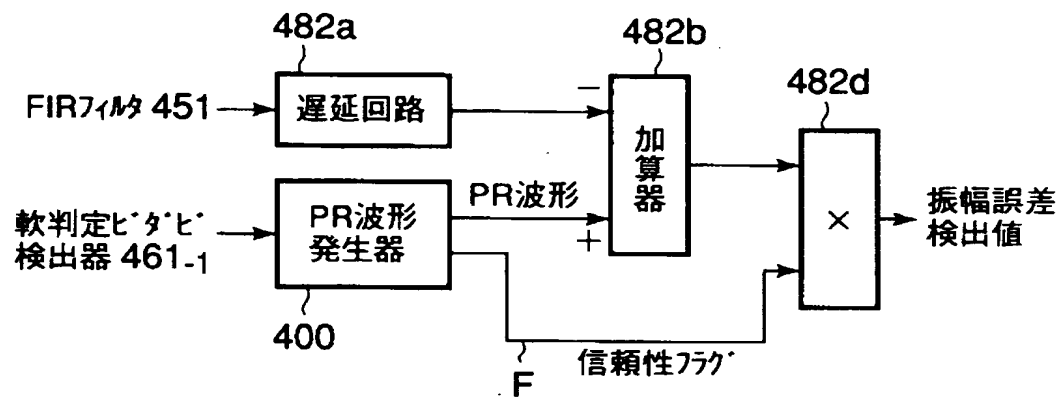 482a
482b
482d
FIRフィルタ 451
遅延回路
−
加算器
PR波形
＋
軟判定ビタビ
検出器 461-1
PR波形
発生器
400
×
振幅誤差
検出値
信頼性フラグ
F